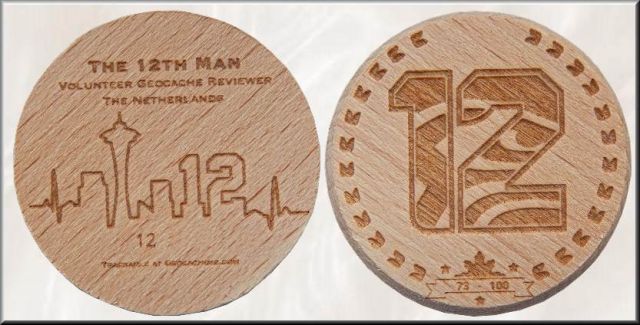 THE 12TH MAN
VOLUNTEER GEOCACHE REVIEWER
THE NETHERLANDS
12
12
TRACKABLE AT GEOCACHING.COM
12
73 - 100